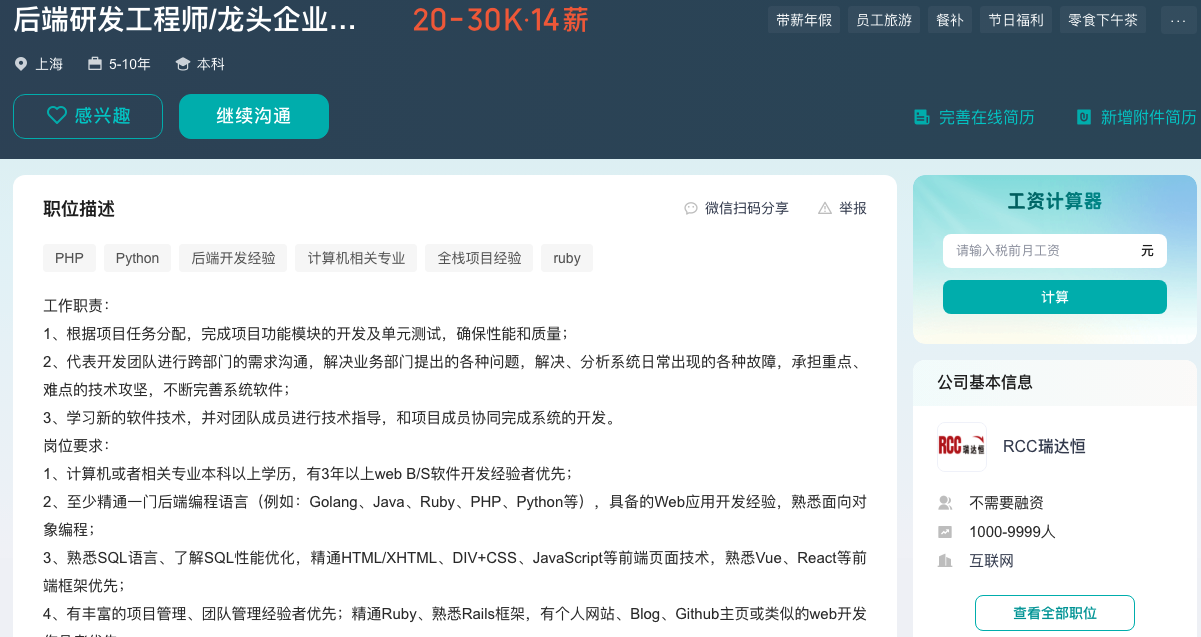 后端研发工程师/龙头企业...
20-30K·14薪
带薪年假 员工旅游 餐补 节日福利 零食下午茶 ...
上海 5-10年 本科
感兴趣 继续沟通
完善在线简历 新增附件简历
职位描述
微信扫码分享 举报
PHP Python 后端开发经验 计算机相关专业 全栈项目经验 ruby
工作职责：
1、根据项目任务分配，完成项目功能模块的开发及单元测试，确保性能和质量；
2、代表开发团队进行跨部门的需求沟通，解决业务部门提出的各种问题，解决、分析系统日常出现的各种故障，承担重点、
难点的技术攻坚，不断完善系统软件；
3、学习新的软件技术，并对团队成员进行技术指导，和项目成员协同完成系统的开发。
岗位要求：
1、计算机或者相关专业本科以上学历，有3年以上web B/S软件开发经验者优先；
2、至少精通一门后端编程语言（例如：Golang、Java、Ruby、PHP、Python等），具备的Web应用开发经验，熟悉面向对
象编程；
3、熟悉SQL语言、了解SQL性能优化，精通HTML/XHTML、DIV+CSS、JavaScript等前端页面技术，熟悉Vue、React等前
端框架优先；
4、有丰富的项目管理、团队管理经验者优先；精通Ruby、熟悉Rails框架，有个人网站、Blog、Github主页或类似的web开发
工资计算器
请输入税前月工资 元
计算
公司基本信息
RCC瑞达恒
RCC瑞达恒
不需要融资
1000-9999人
互联网
查看全部职位